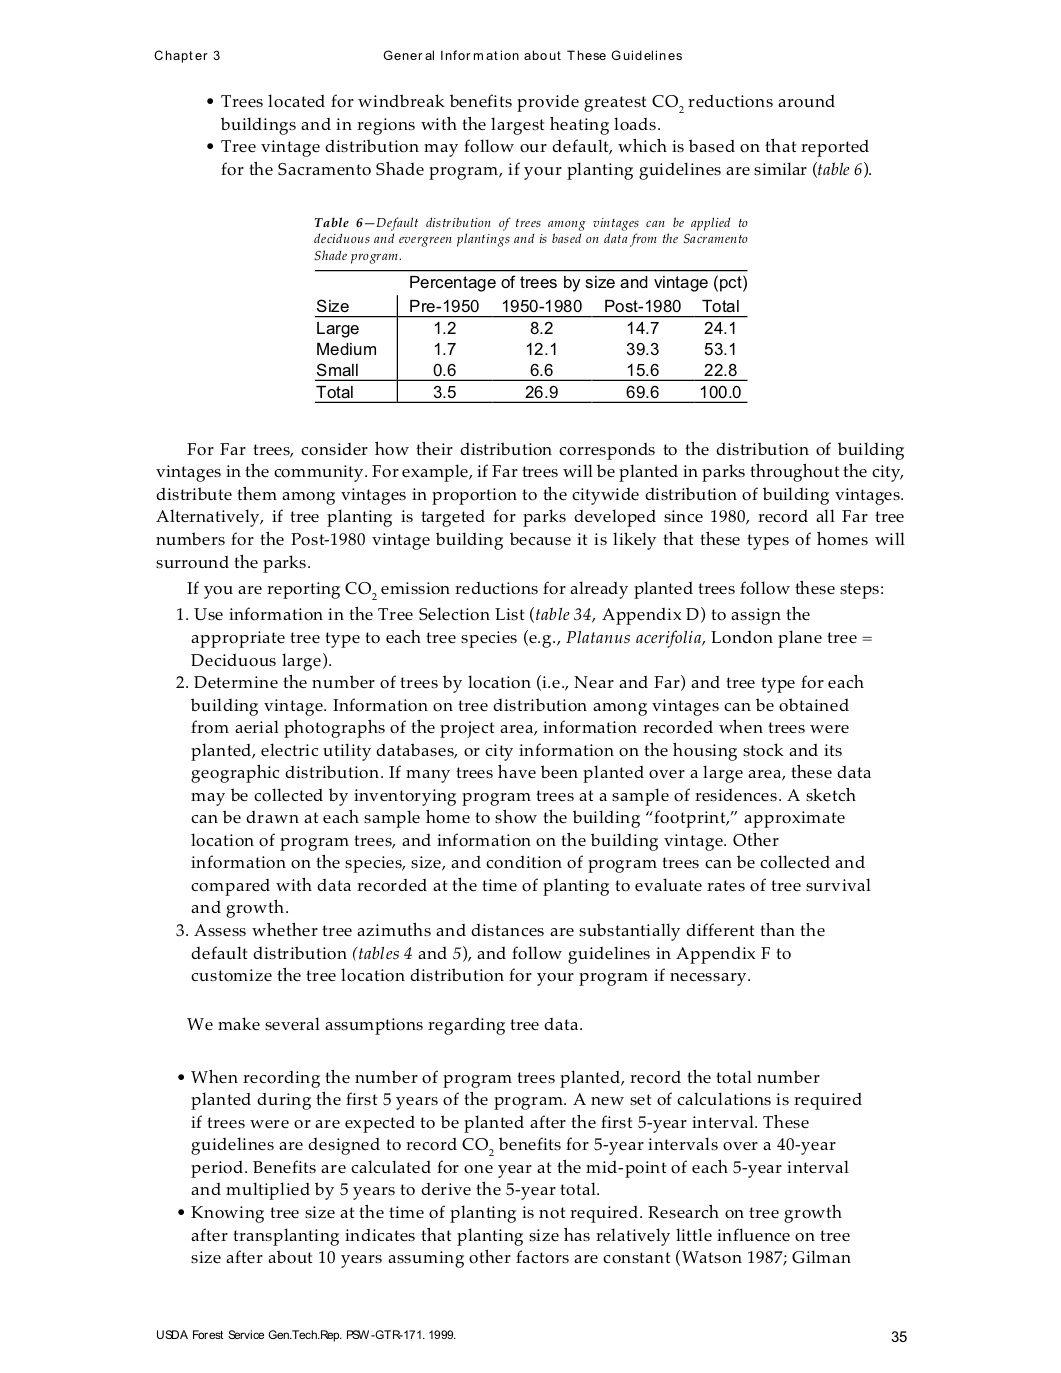 Chapter 3 General Information about These Guidelines
• Trees located for windbreak benefits provide greatest CO2 reductions around
buildings and in regions with the largest heating loads.
• Tree vintage distribution may follow our default, which is based on that reported
for the Sacramento Shade program, if your planting guidelines are similar (table 6).
Table 6—Default distribution of trees among vintages can be applied to
deciduous and evergreen plantings and is based on data from the Sacramento
Shade program.
Percentage of trees by size and vintage (pct)
Size Pre-1950 1950-1980 Post-1980 Total
Large 1.2 8.2 14.7 24.1
Medium 1.7 12.1 39.3 53.1
Small 0.6 6.6 15.6 22.8
Total 3.5 26.9 69.6 100.0
For Far trees, consider how their distribution corresponds to the distribution of building
vintages in the community. For example, if Far trees will be planted in parks throughout the city,
distribute them among vintages in proportion to the citywide distribution of building vintages.
Alternatively, if tree planting is targeted for parks developed since 1980, record all Far tree
numbers for the Post-1980 vintage building because it is likely that these types of homes will
surround the parks.
If you are reporting CO2 emission reductions for already planted trees follow these steps:
1. Use information in the Tree Selection List (table 34, Appendix D) to assign the
appropriate tree type to each tree species (e.g., Platanus acerifolia, London plane tree =
Deciduous large).
2. Determine the number of trees by location (i.e., Near and Far) and tree type for each
building vintage. Information on tree distribution among vintages can be obtained
from aerial photographs of the project area, information recorded when trees were
planted, electric utility databases, or city information on the housing stock and its
geographic distribution. If many trees have been planted over a large area, these data
may be collected by inventorying program trees at a sample of residences. A sketch
can be drawn at each sample home to show the building “footprint,” approximate
location of program trees, and information on the building vintage. Other
information on the species, size, and condition of program trees can be collected and
compared with data recorded at the time of planting to evaluate rates of tree survival
and growth.
3. Assess whether tree azimuths and distances are substantially different than the
default distribution (tables 4 and 5), and follow guidelines in Appendix F to
customize the tree location distribution for your program if necessary.
We make several assumptions regarding tree data.
• When recording the number of program trees planted, record the total number
planted during the first 5 years of the program. A new set of calculations is required
if trees were or are expected to be planted after the first 5-year interval. These
guidelines are designed to record CO2 benefits for 5-year intervals over a 40-year
period. Benefits are calculated for one year at the mid-point of each 5-year interval
and multiplied by 5 years to derive the 5-year total.
• Knowing tree size at the time of planting is not required. Research on tree growth
after transplanting indicates that planting size has relatively little influence on tree
size after about 10 years assuming other factors are constant (Watson 1987; Gilman
USDA Forest Service Gen.Tech.Rep. PSW-GTR-171. 1999. 35